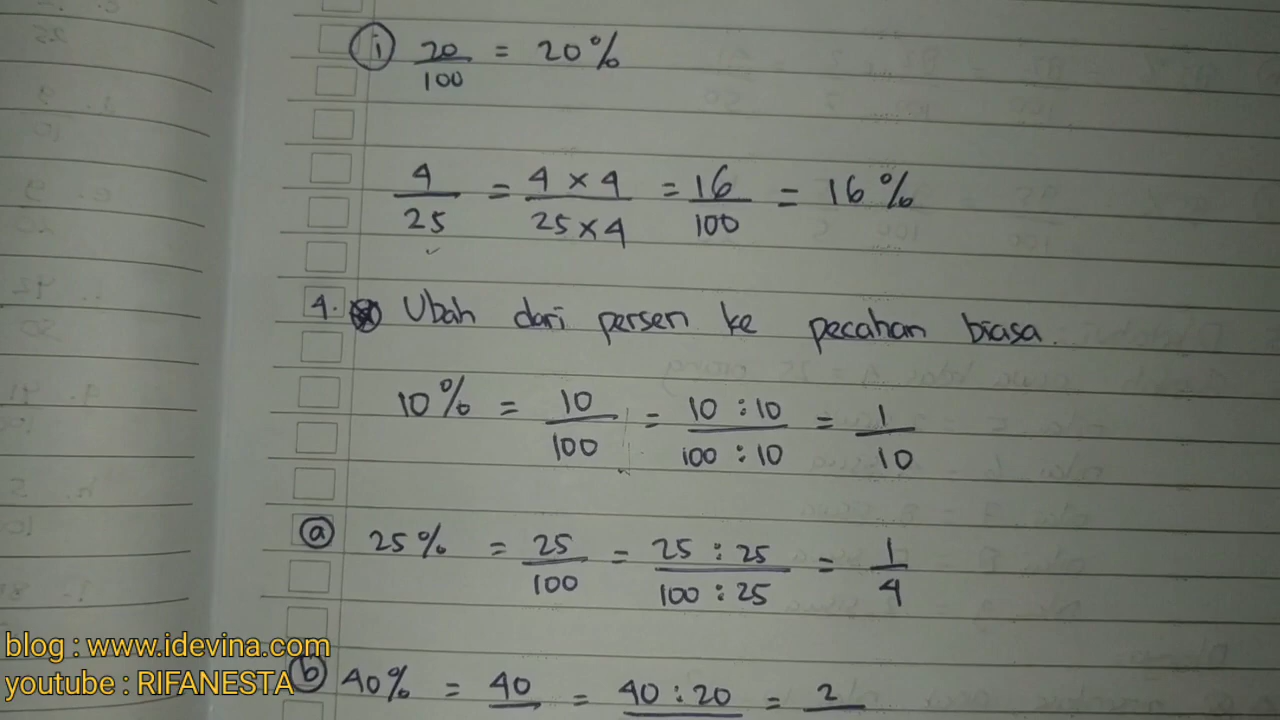 i 20/100 = 20%
4/25 = 4 × 4/25 × 4 = 16/100 = 16%
4. Ubah dari persen ke pecahan biasa.
10% = 10/100 = 10 : 10/100 : 10 = 1/10
a 25% = 25/100 = 25 : 25/100 : 25 = 1/4
b 40% = 40 = 40 : 20 = 2
blog : www.idevina.com
youtube : RIFANESTA